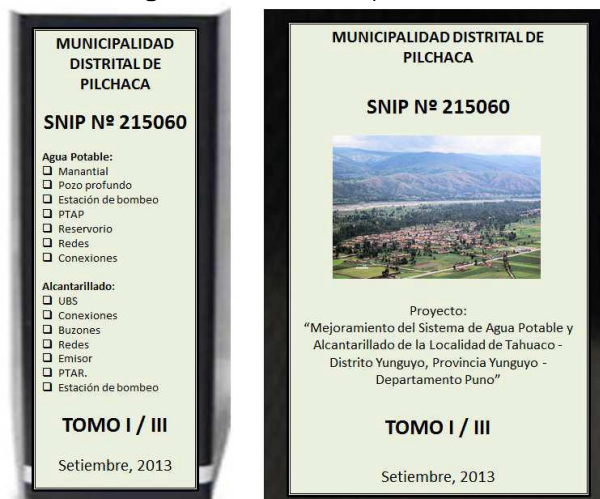 MUNICIPALIDAD
DISTRITAL DE
PILCHACA
SNIP Nº 215060
Agua Potable:
❑ Manantial
❑ Pozo profundo
❑ Estación de bombeo
❑ PTAP
❑ Reservorio
❑ Redes
❑ Conexiones
Alcantarillado:
❑ UBS
❑ Conexiones
❑ Buzones
❑ Redes
❑ Emisor
❑ PTAR.
❑ Estación de bombeo
TOMO I / III
Setiembre, 2013
MUNICIPALIDAD DISTRITAL DE
PILCHACA
SNIP Nº 215060
Proyecto:
“Mejoramiento del Sistema de Agua Potable y
Alcantarillado de la Localidad de Tahuaco -
Distrito Yunguyo, Provincia Yunguyo -
Departamento Puno”
TOMO I / III
Setiembre, 2013